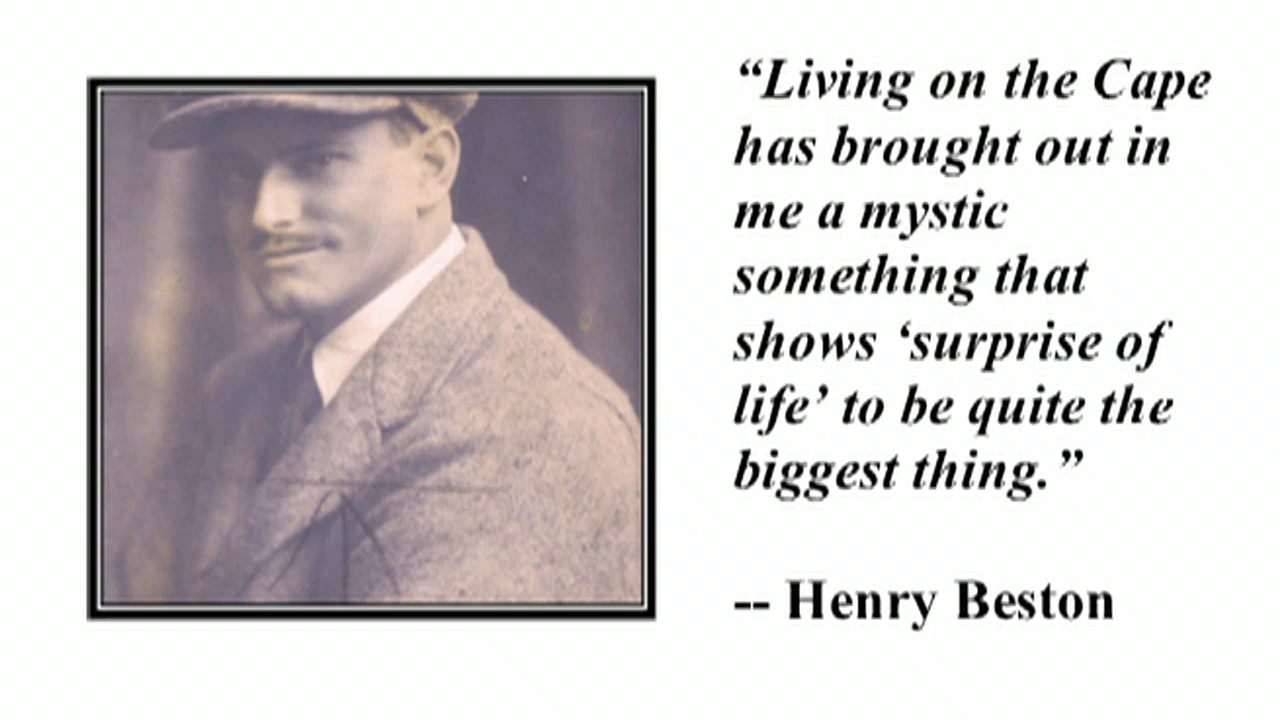 “Living on the Cape
has brought out in
me a mystic
something that
shows ‘surprise of
life’ to be quite the
biggest thing.”
-- Henry Beston